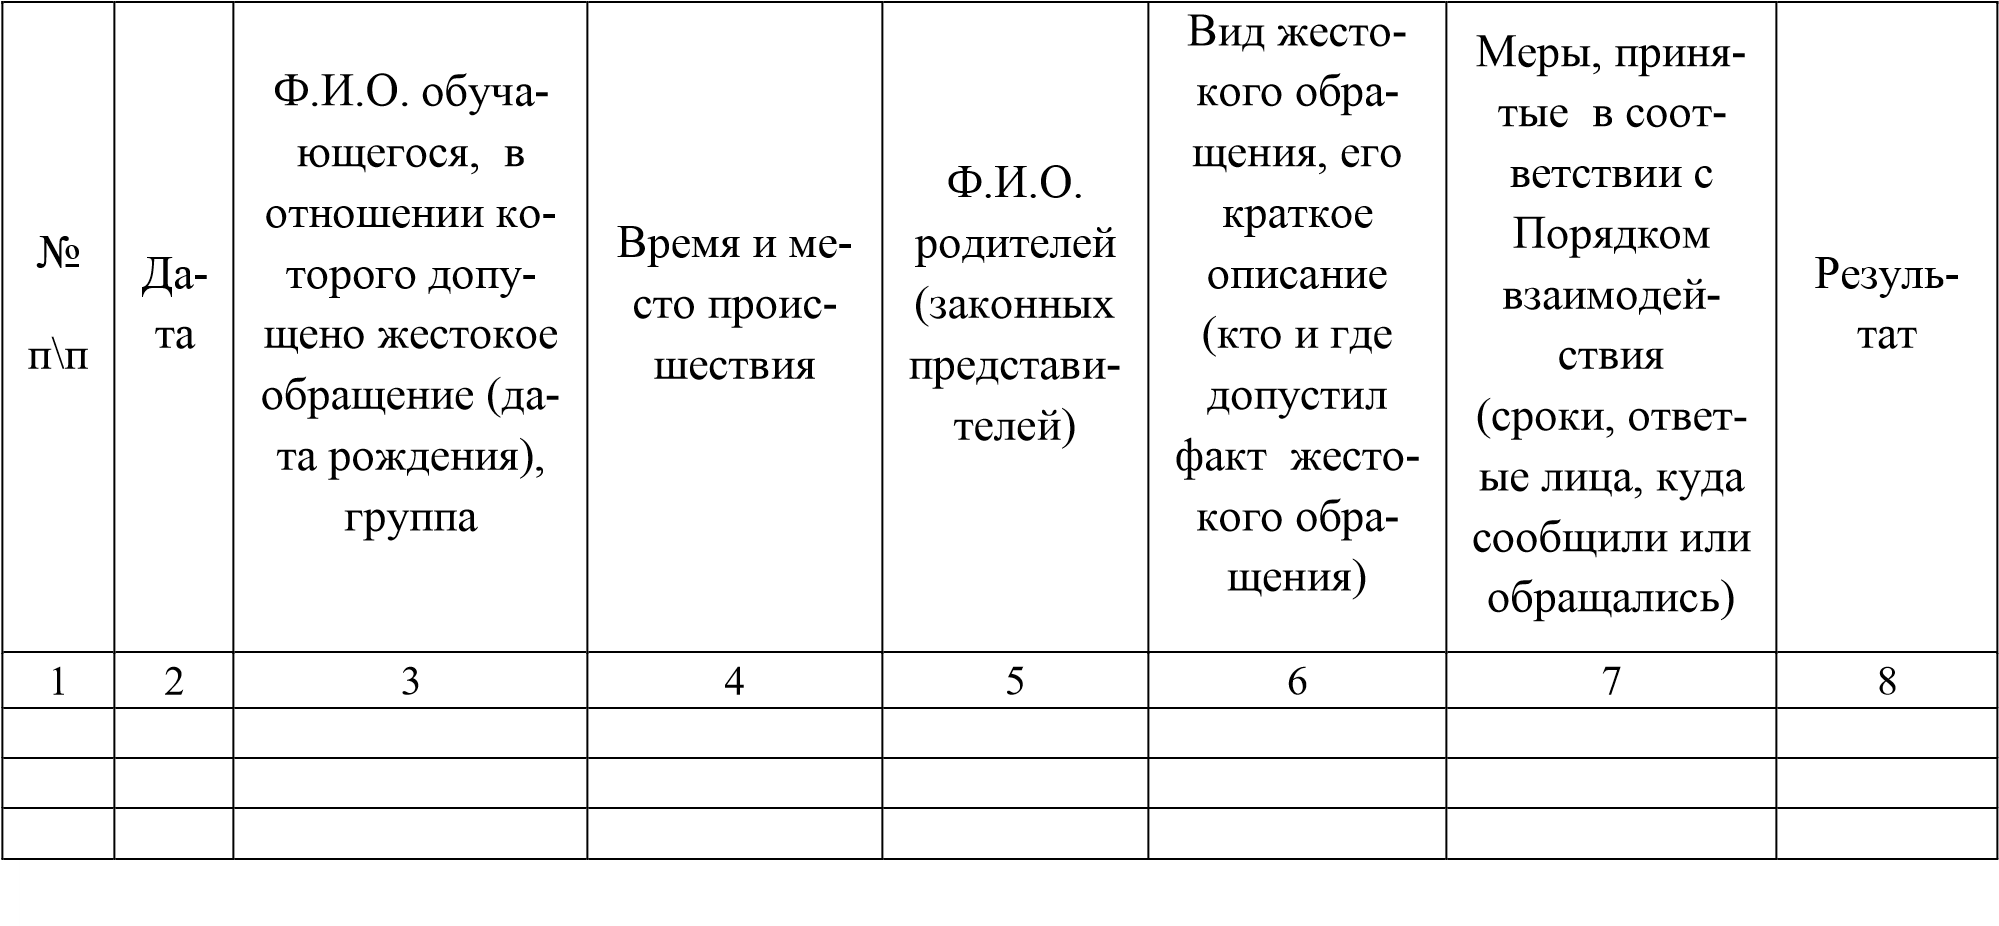 №
п\п
Да-
та
Ф.И.О. обуча-
ющегося,  в
отношении ко-
торого допу-
щено жестокое
обращение (да-
та рождения),
группа
Время и ме-
сто проис-
шествия
Ф.И.О.
родителей
(законных
представи-
телей)
Вид жесто-
кого обра-
щения, его
краткое
описание
(кто и где
допустил
факт  жесто-
кого обра-
щения)
Меры, приня-
тые  в соот-
ветствии с
Порядком
взаимодей-
ствия
(сроки, ответ-
ые лица, куда
сообщили или
обращались)
Резуль-
тат
1 2 3 4 5 6 7 8